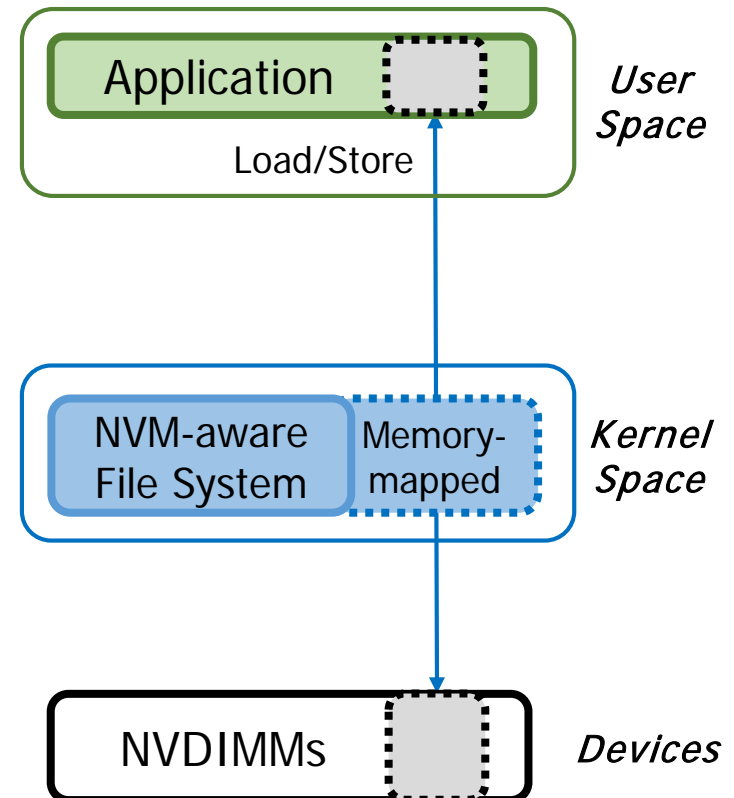 Application
User
Space
Load/Store
NVM-aware
File System
Memory-
mapped
Kernel
Space
NVDIMMs
Devices